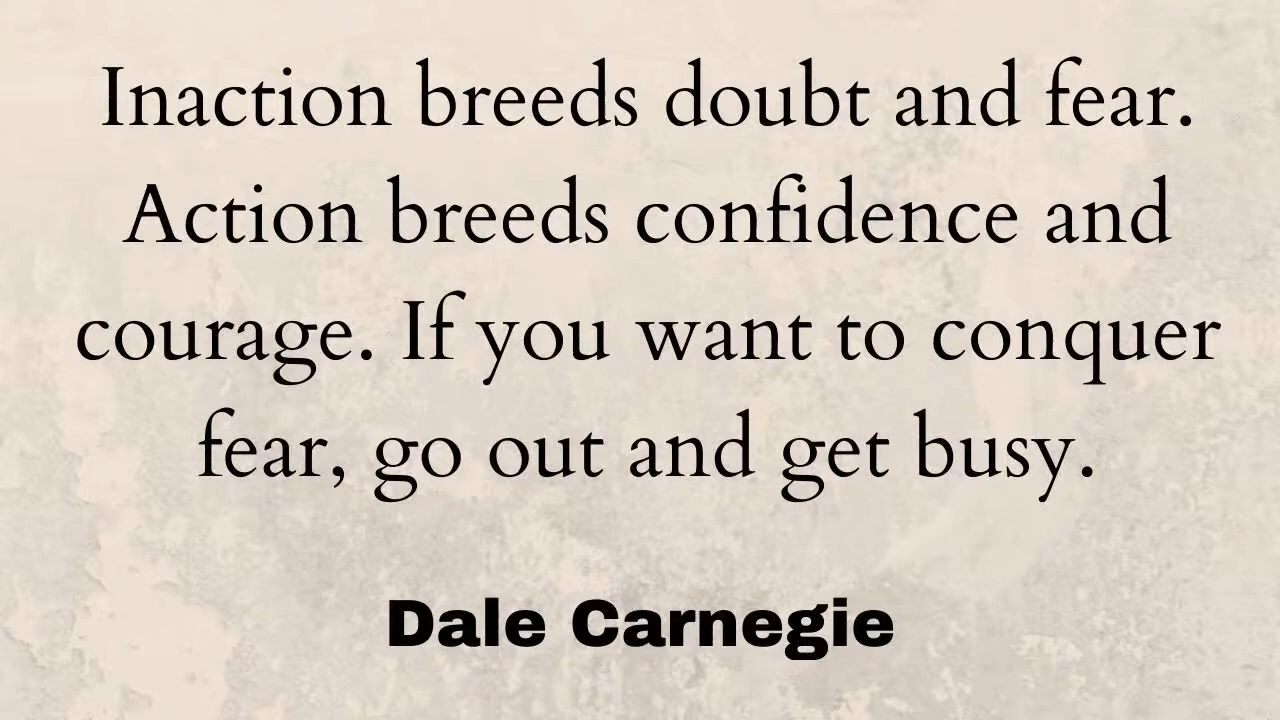 Inaction breeds doubt and fear.
Action breeds confidence and
courage. If you want to conquer
fear, go out and get busy.
Dale Carnegie